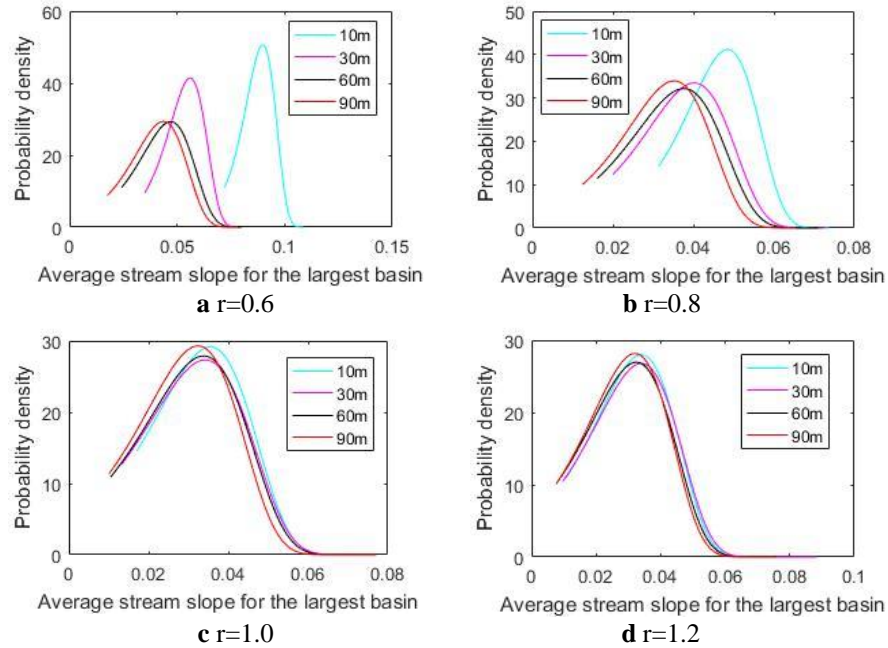 60
40
20
0
Probability density
10m
30m
60m
90m
0 0.05 0.1 0.15
Average stream slope for the largest basin
a r=0.6
50
40
30
20
10
0
Probability density
10m
30m
60m
90m
0 0.02 0.04 0.06 0.08
Average stream slope for the largest basin
b r=0.8
30
20
10
0
Probability density
10m
30m
60m
90m
0 0.02 0.04 0.06 0.08
Average stream slope for the largest basin
c r=1.0
30
20
10
0
Probability density
10m
30m
60m
90m
0 0.02 0.04 0.06 0.08 0.1
Average stream slope for the largest basin
d r=1.2